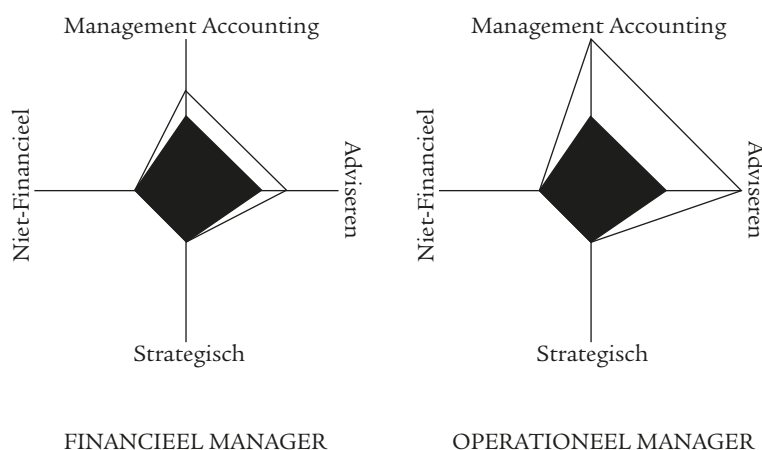 Management Accounting
Niet-Financieel
Adviseren
Strategisch
FINANCIEEL MANAGER
Management Accounting
Niet-Financieel
Adviseren
Strategisch
OPERATIONEEL MANAGER